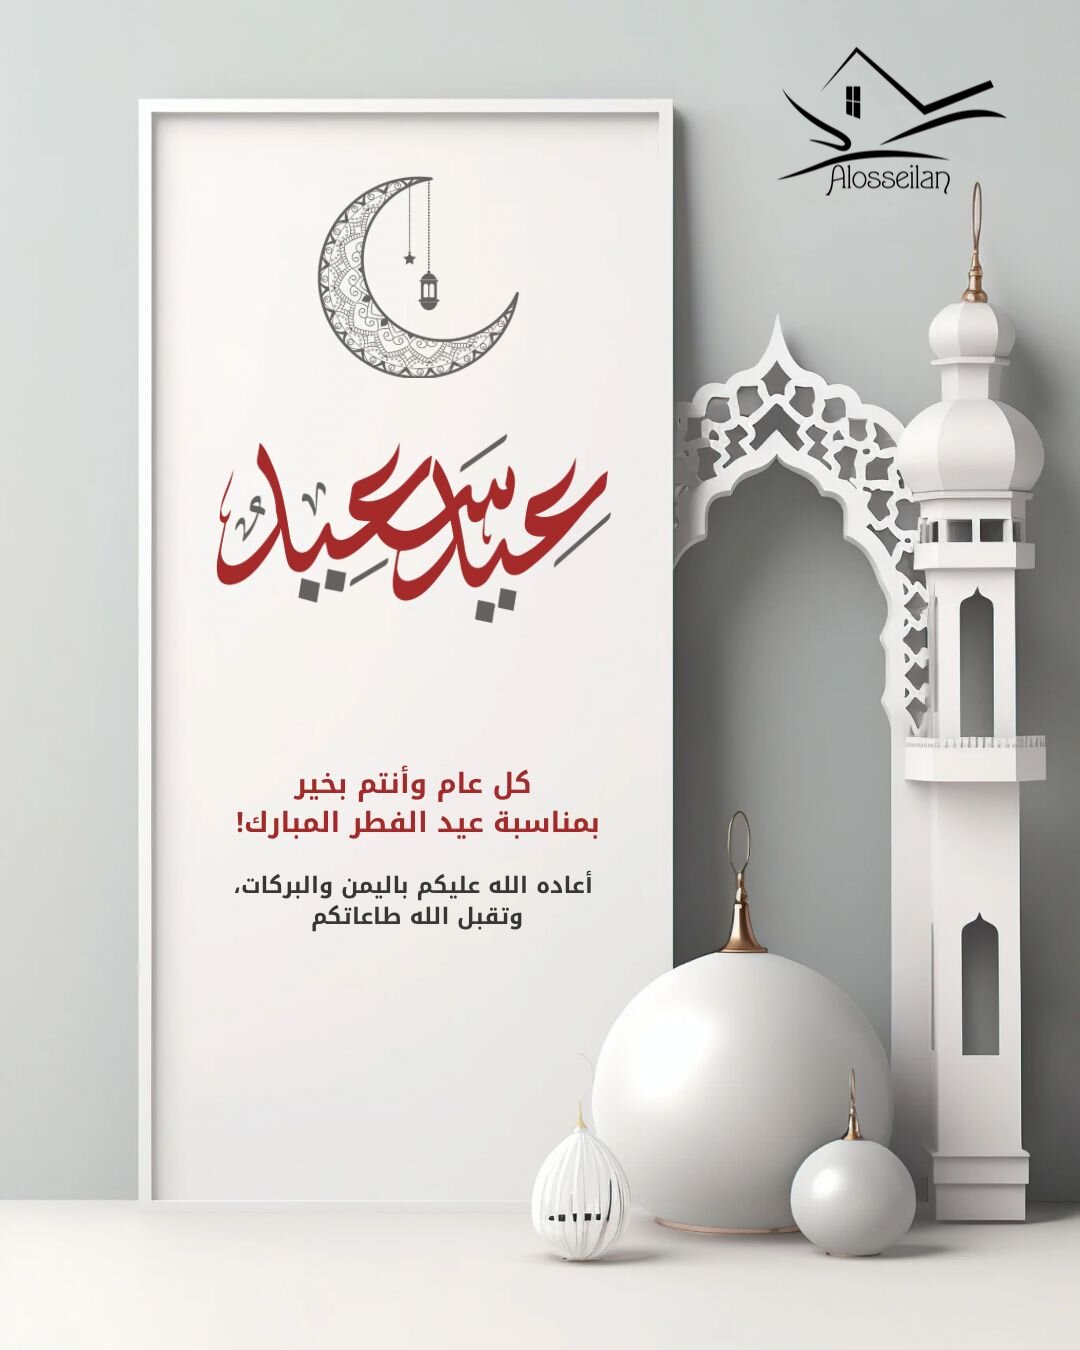 Alosseilan
عيد سعيد
كل عام وأنتم بخير
بمناسبة عيد الفطر المبارك!
أعاده الله عليكم باليمن والبركات،
وتقبل الله طاعاتكم